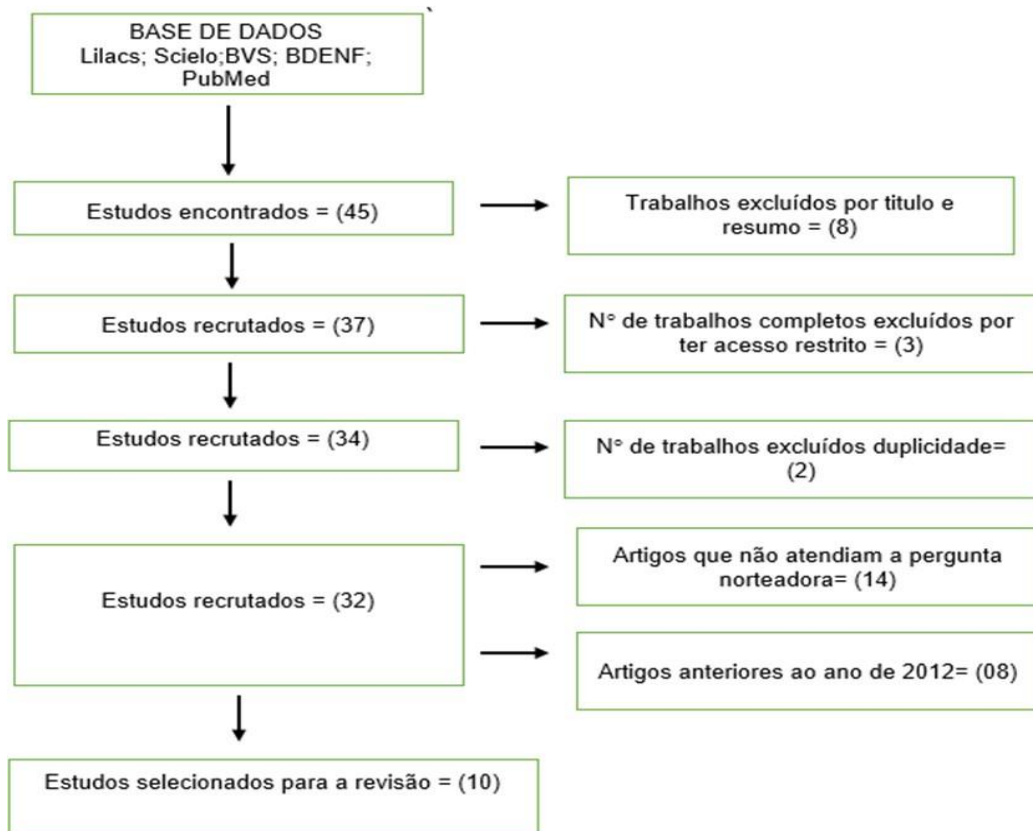 BASE DE DADOS
Lilacs; Scielo;BVS; BDENF;
PubMed
Estudos encontrados = (45)
Trabalhos excluídos por titulo e
resumo = (8)
Estudos recrutados = (37)
N° de trabalhos completos excluídos por
ter acesso restrito = (3)
Estudos recrutados = (34)
N° de trabalhos excluídos duplicidade=
(2)
Estudos recrutados = (32)
Artigos que não atendiam a pergunta
norteadora= (14)
Artigos anteriores ao ano de 2012= (08)
Estudos selecionados para a revisão = (10)